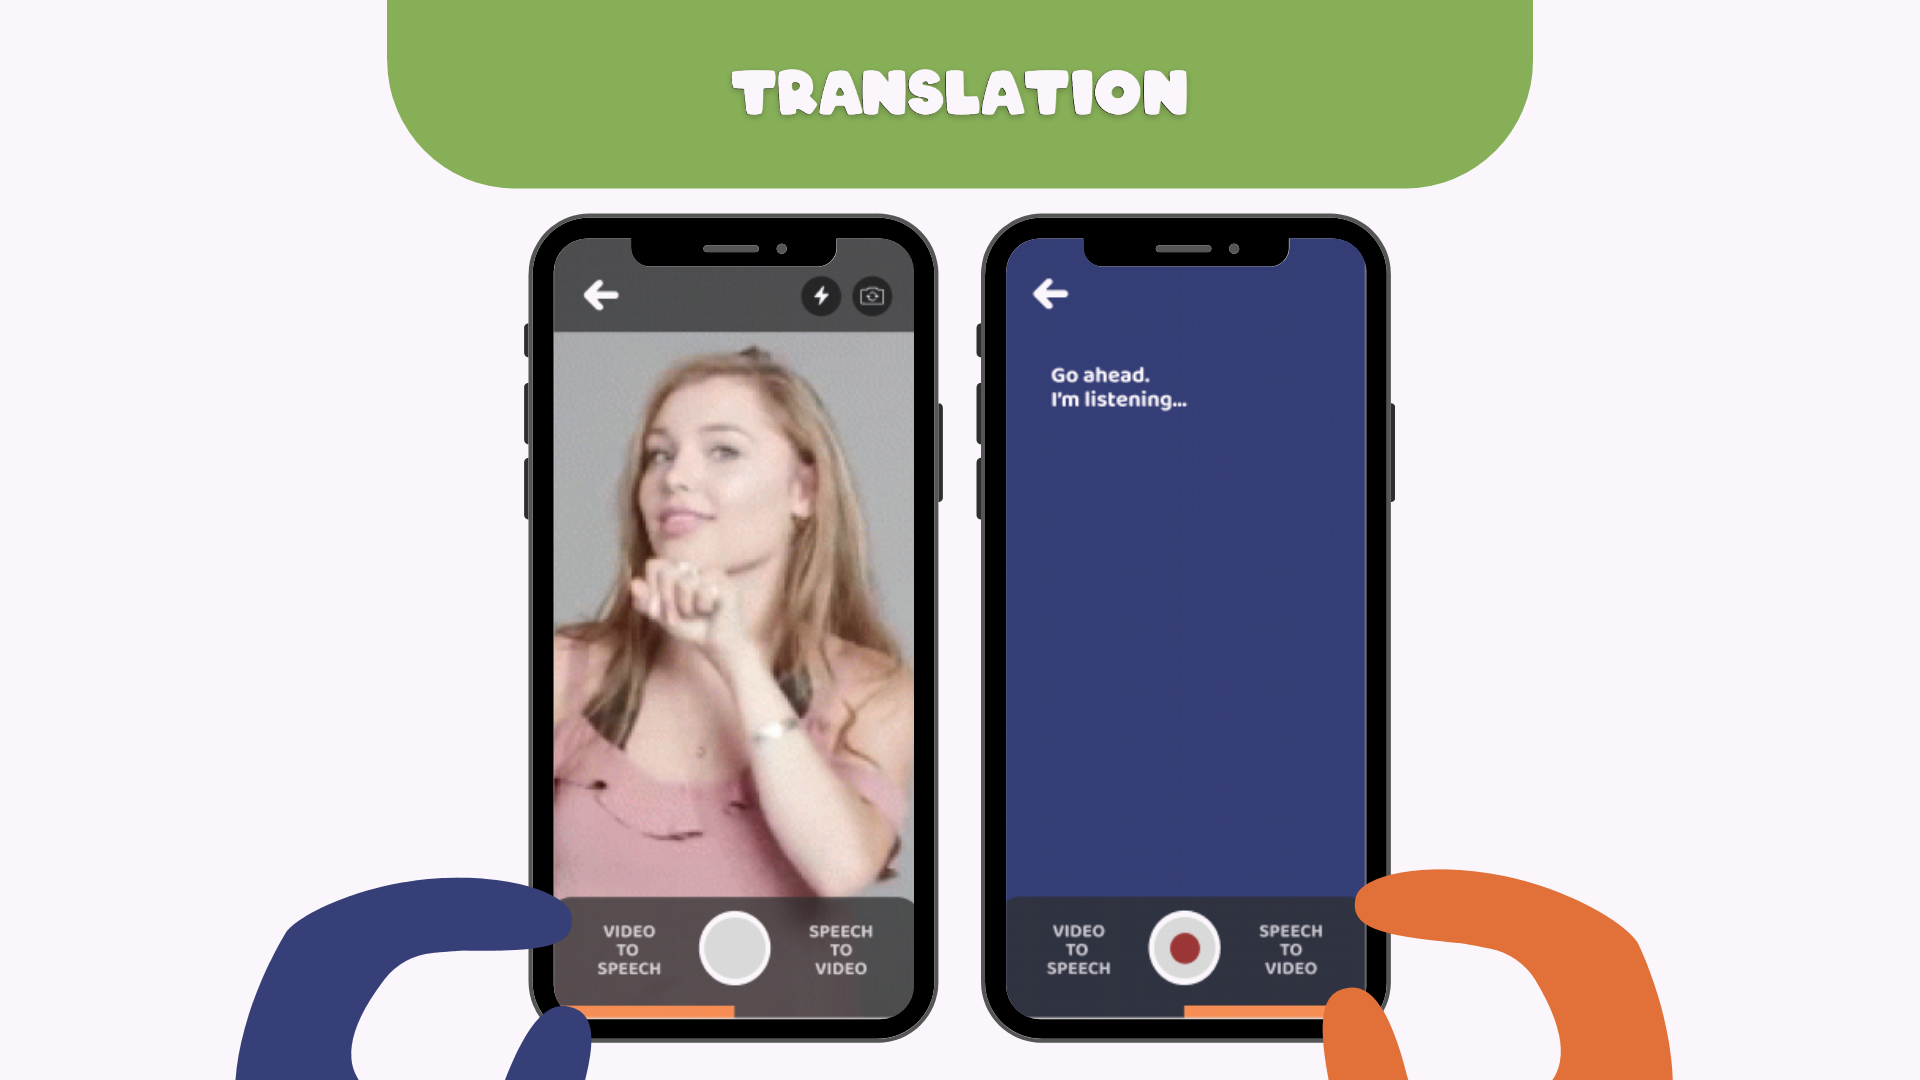 TRANSLATION
Go ahead.
I'm listening...
VIDEO
TO
SPEECH
SPEECH
TO
VIDEO
VIDEO
TO
SPEECH
SPEECH
TO
VIDEO